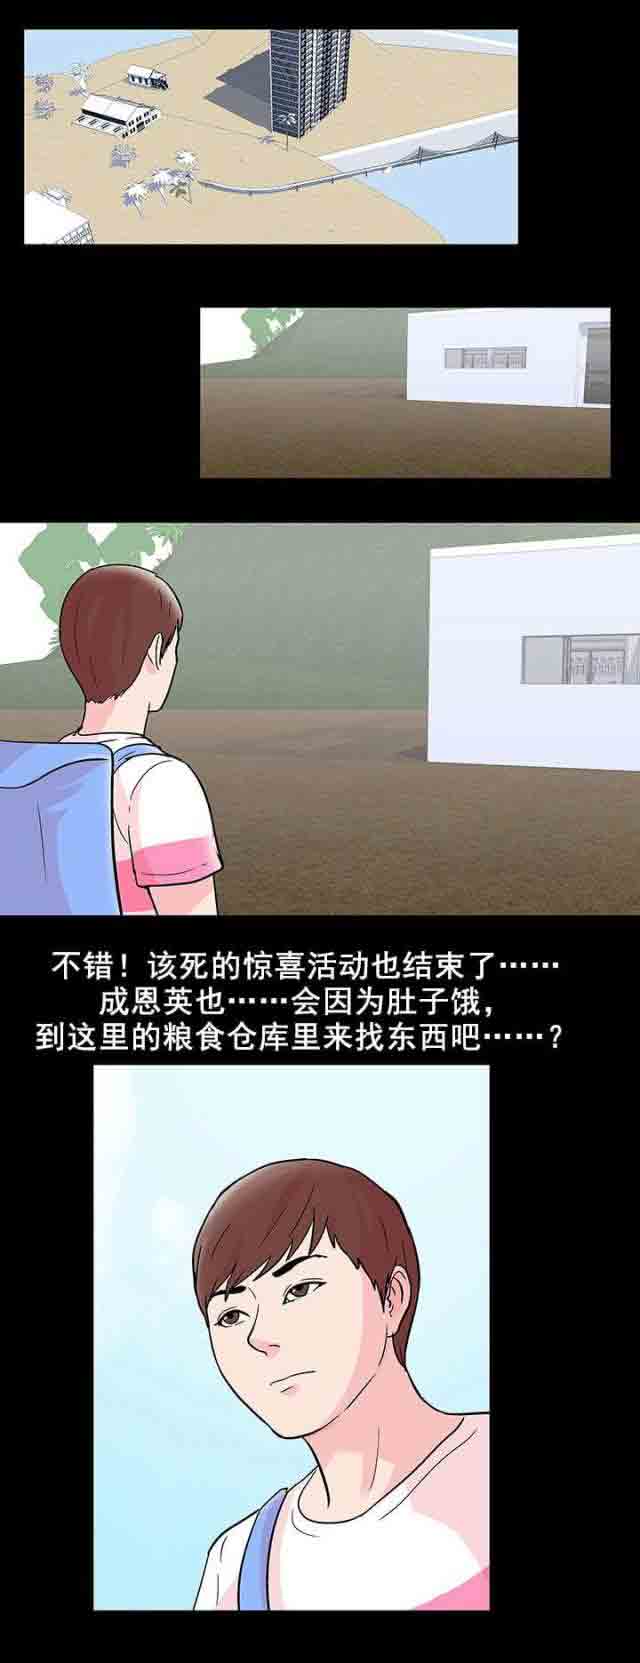 不错！该死的惊喜活动也结束了……
成恩英也……会因为肚子饿，
到这里的粮食仓库里来找东西吧……？